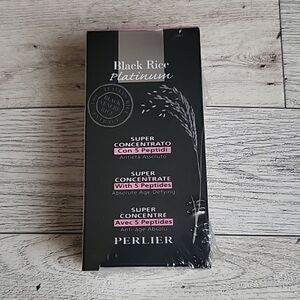 Black Rice
Platinum
SUPER
CONCENTRATO
Con 5 Peptidi
Antietà Assoluto
SUPER
CONCENTRATE
With 5 Peptides
Absolute Age-Defying
SUPER
CONCENTRÉ
Avec 5 Peptides
Anti-âge Absolu
PERLIER